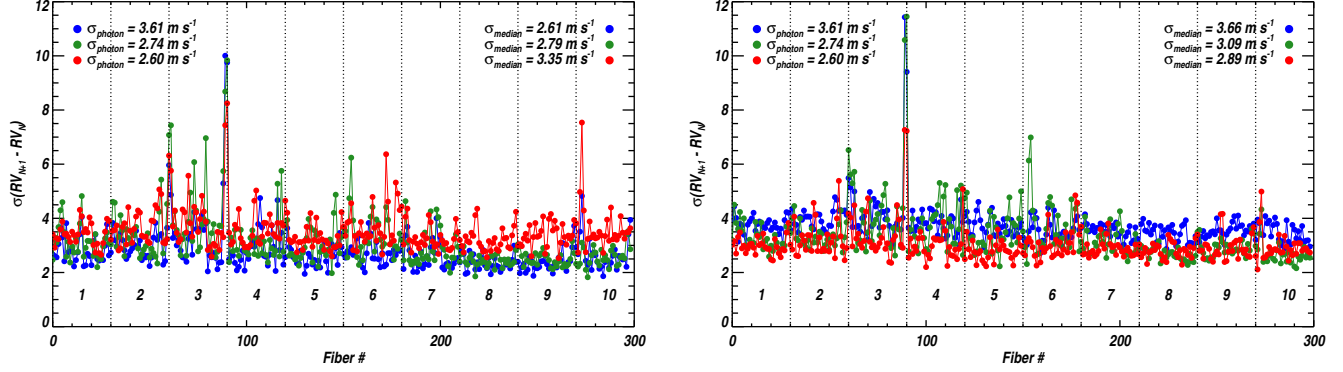 σphoton = 3.61 m s-1
σphoton = 2.74 m s-1
σphoton = 2.60 m s-1
σmedian = 2.61 m s-1
σmedian = 2.79 m s-1
σmedian = 3.35 m s-1
σ(RVN+1 - RVN)
12
10
8
6
4
2
0
1 2 3 4 5 6 7 8 9 10
0 100 200 300
Fiber #
σphoton = 3.61 m s-1
σphoton = 2.74 m s-1
σphoton = 2.60 m s-1
σmedian = 3.66 m s-1
σmedian = 3.09 m s-1
σmedian = 2.89 m s-1
σ(RVN+1 - RVN)
12
10
8
6
4
2
0
1 2 3 4 5 6 7 8 9 10
0 100 200 300
Fiber #